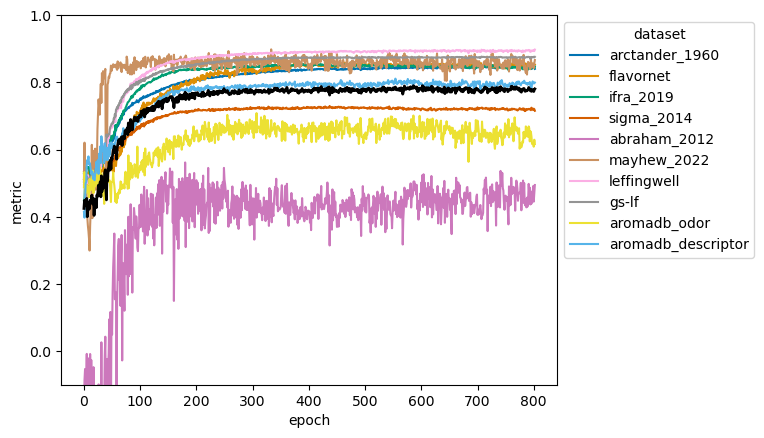 1.0
0.8
0.6
0.4
0.2
0.0
metric
0 100 200 300 400 500 600 700 800
epoch
dataset
arctander_1960
flavornet
ifra_2019
sigma_2014
abraham_2012
mayhew_2022
leffingwell
gs-lf
aromadb_odor
aromadb_descriptor